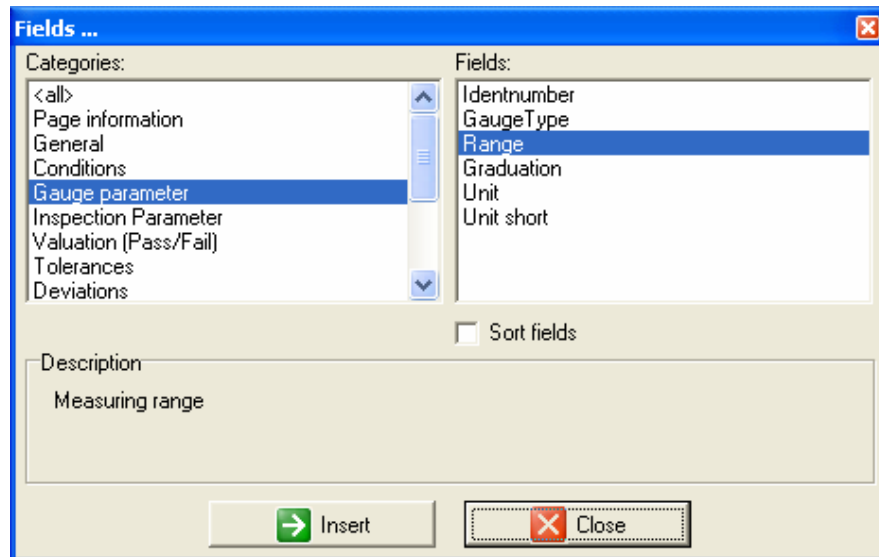 Fields ...
Categories:
<all>
Page information
General
Conditions
Gauge parameter
Inspection Parameter
Valuation (Pass/Fail)
Tolerances
Deviations
Fields:
Identnumber
GaugeType
Range
Graduation
Unit
Unit short
Sort fields
Description
Measuring range
Insert
Close